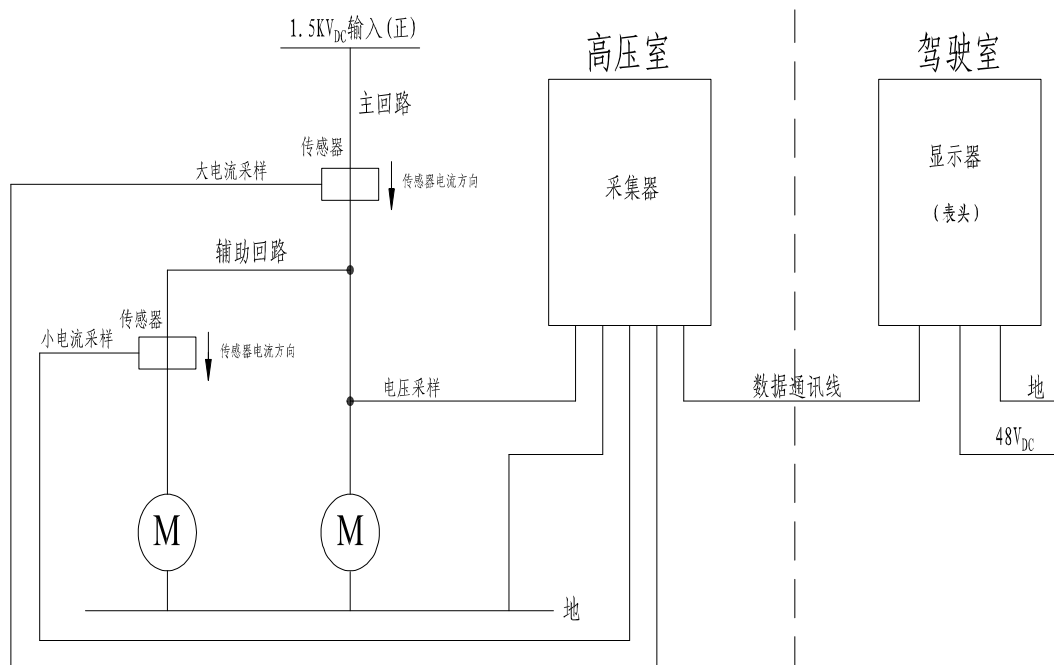 1.5KVDC输入(正)
高压室
驾驶室
主回路
传感器
大电流采样
传感器电流方向
采集器
显示器
(表头)
辅助回路
传感器
小电流采样
传感器电流方向
电压采样
数据通讯线
地
48VDC
M
M
地